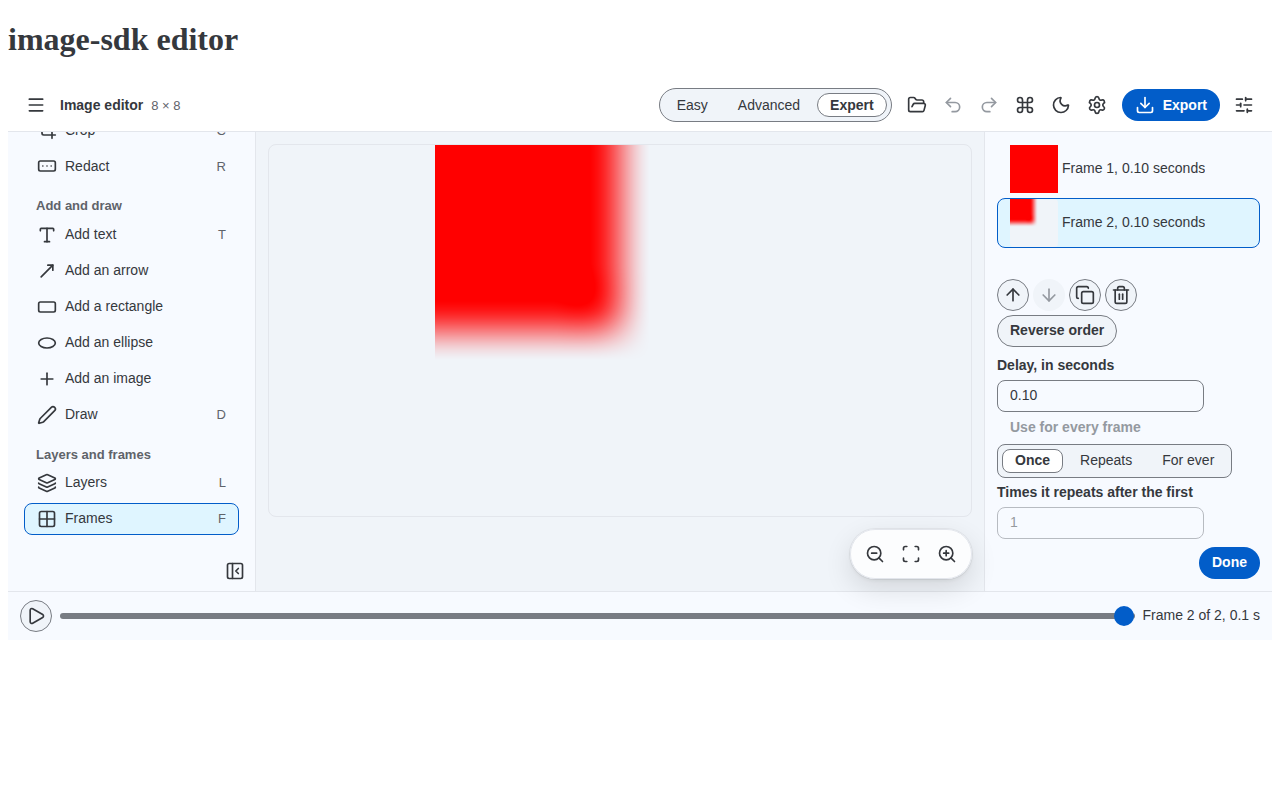 image-sdk editor
Image editor 8 × 8
Easy Advanced Expert
Export
Crop
Redact R
Add and draw
Add text T
Add an arrow
Add a rectangle
Add an ellipse
Add an image
Draw D
Layers and frames
Layers L
Frames F
Frame 1, 0.10 seconds
Frame 2, 0.10 seconds
Reverse order
Delay, in seconds
0.10
Use for every frame
Once Repeats For ever
Times it repeats after the first
1
Done
Frame 2 of 2, 0.1 s